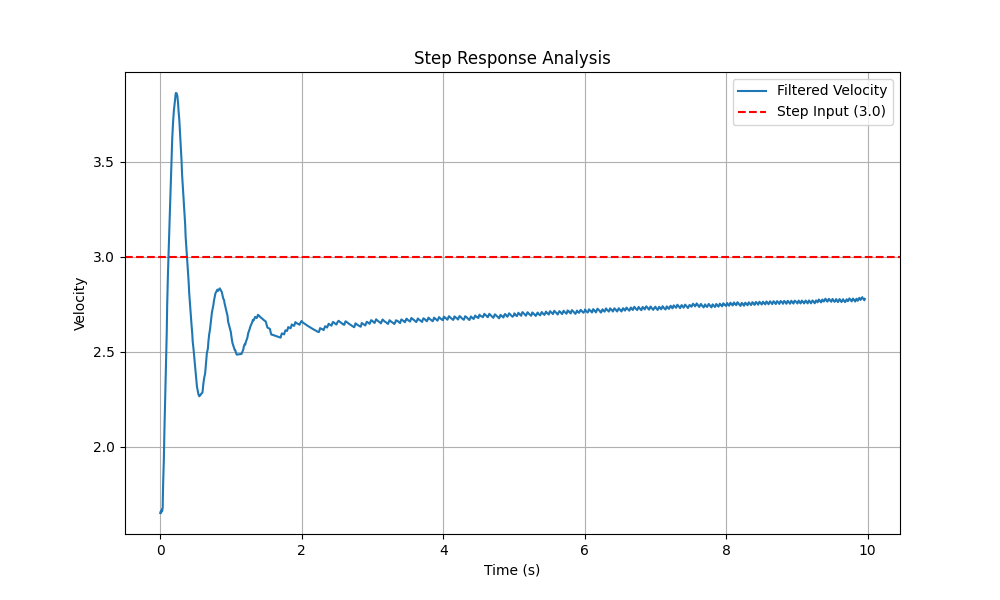 Step Response Analysis
Filtered Velocity
Step Input (3.0)
Velocity
3.5
3.0
2.5
2.0
0 2 4 6 8 10
Time (s)